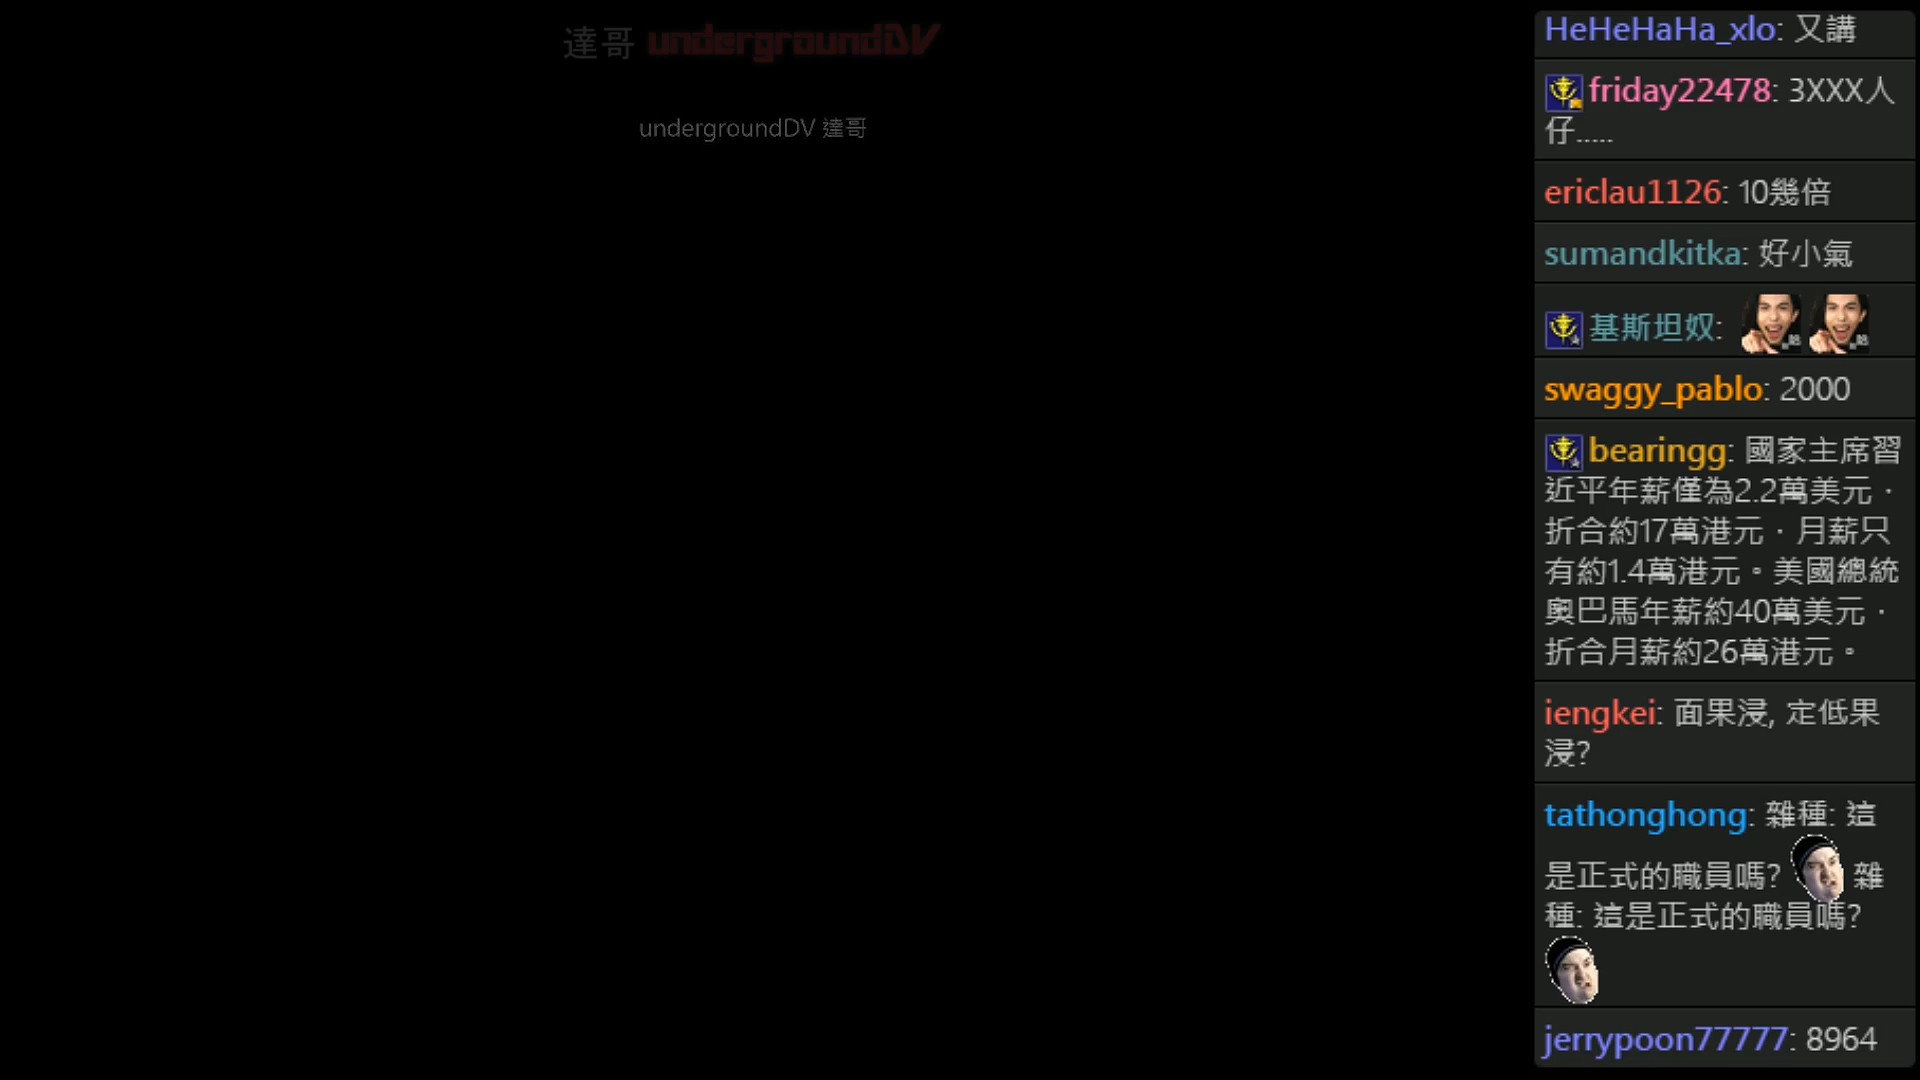 達哥 undergroundDV
undergroundDV 達哥
HeHeHaHa_xlo: 又講
friday22478: 3XXX人
仔.....
ericlau1126: 10幾倍
sumandkitka: 好小氣
基斯坦奴:
swaggy_pablo: 2000
bearingg: 國家主席習
近平年薪僅為2.2萬美元，
折合約17萬港元，月薪只
有約1.4萬港元。美國總統
奧巴馬年薪約40萬美元，
折合月薪約26萬港元。
iengkei: 面果浸, 定低果
浸?
tathonghong: 雜種: 這
是正式的職員嗎? 雜
種: 這是正式的職員嗎?
jerrypoon77777: 8964